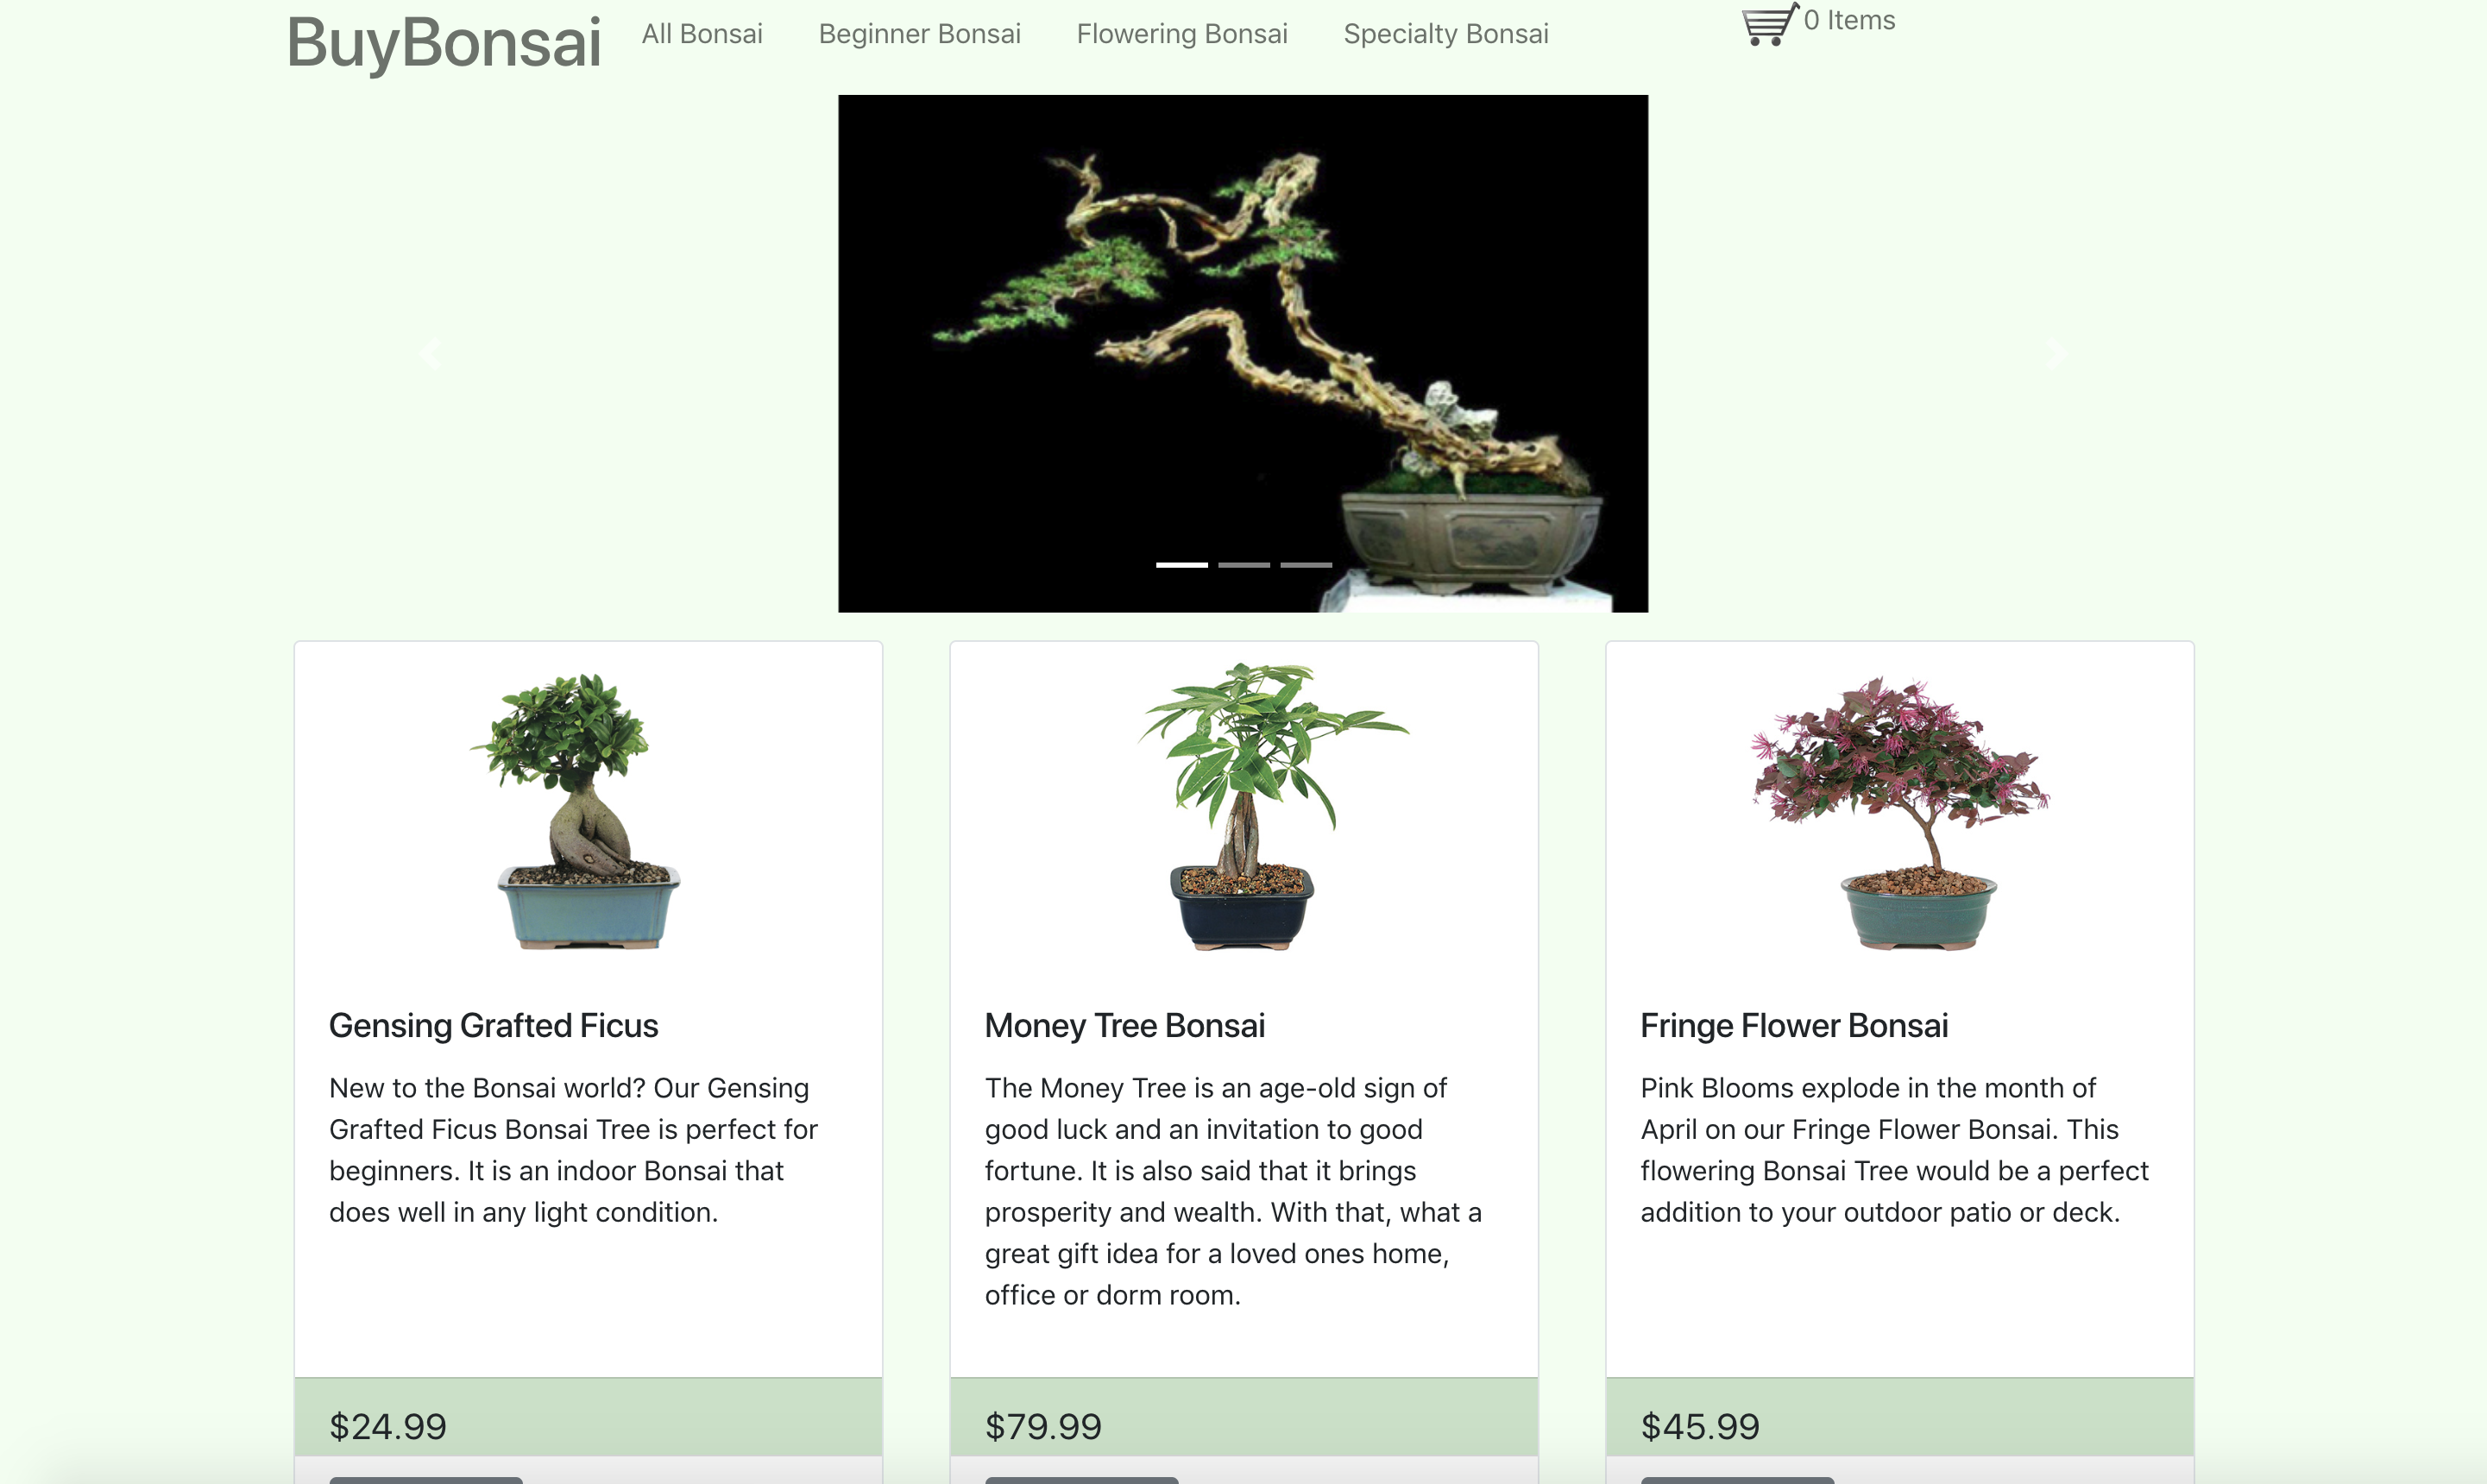 BuyBonsai
All Bonsai
Beginner Bonsai
Flowering Bonsai
Specialty Bonsai
0 Items
Gensing Grafted Ficus
New to the Bonsai world? Our Gensing
Grafted Ficus Bonsai Tree is perfect for
beginners. It is an indoor Bonsai that
does well in any light condition.
$24.99
Money Tree Bonsai
The Money Tree is an age-old sign of
good luck and an invitation to good
fortune. It is also said that it brings
prosperity and wealth. With that, what a
great gift idea for a loved ones home,
office or dorm room.
$79.99
Fringe Flower Bonsai
Pink Blooms explode in the month of
April on our Fringe Flower Bonsai. This
flowering Bonsai Tree would be a perfect
addition to your outdoor patio or deck.
$45.99